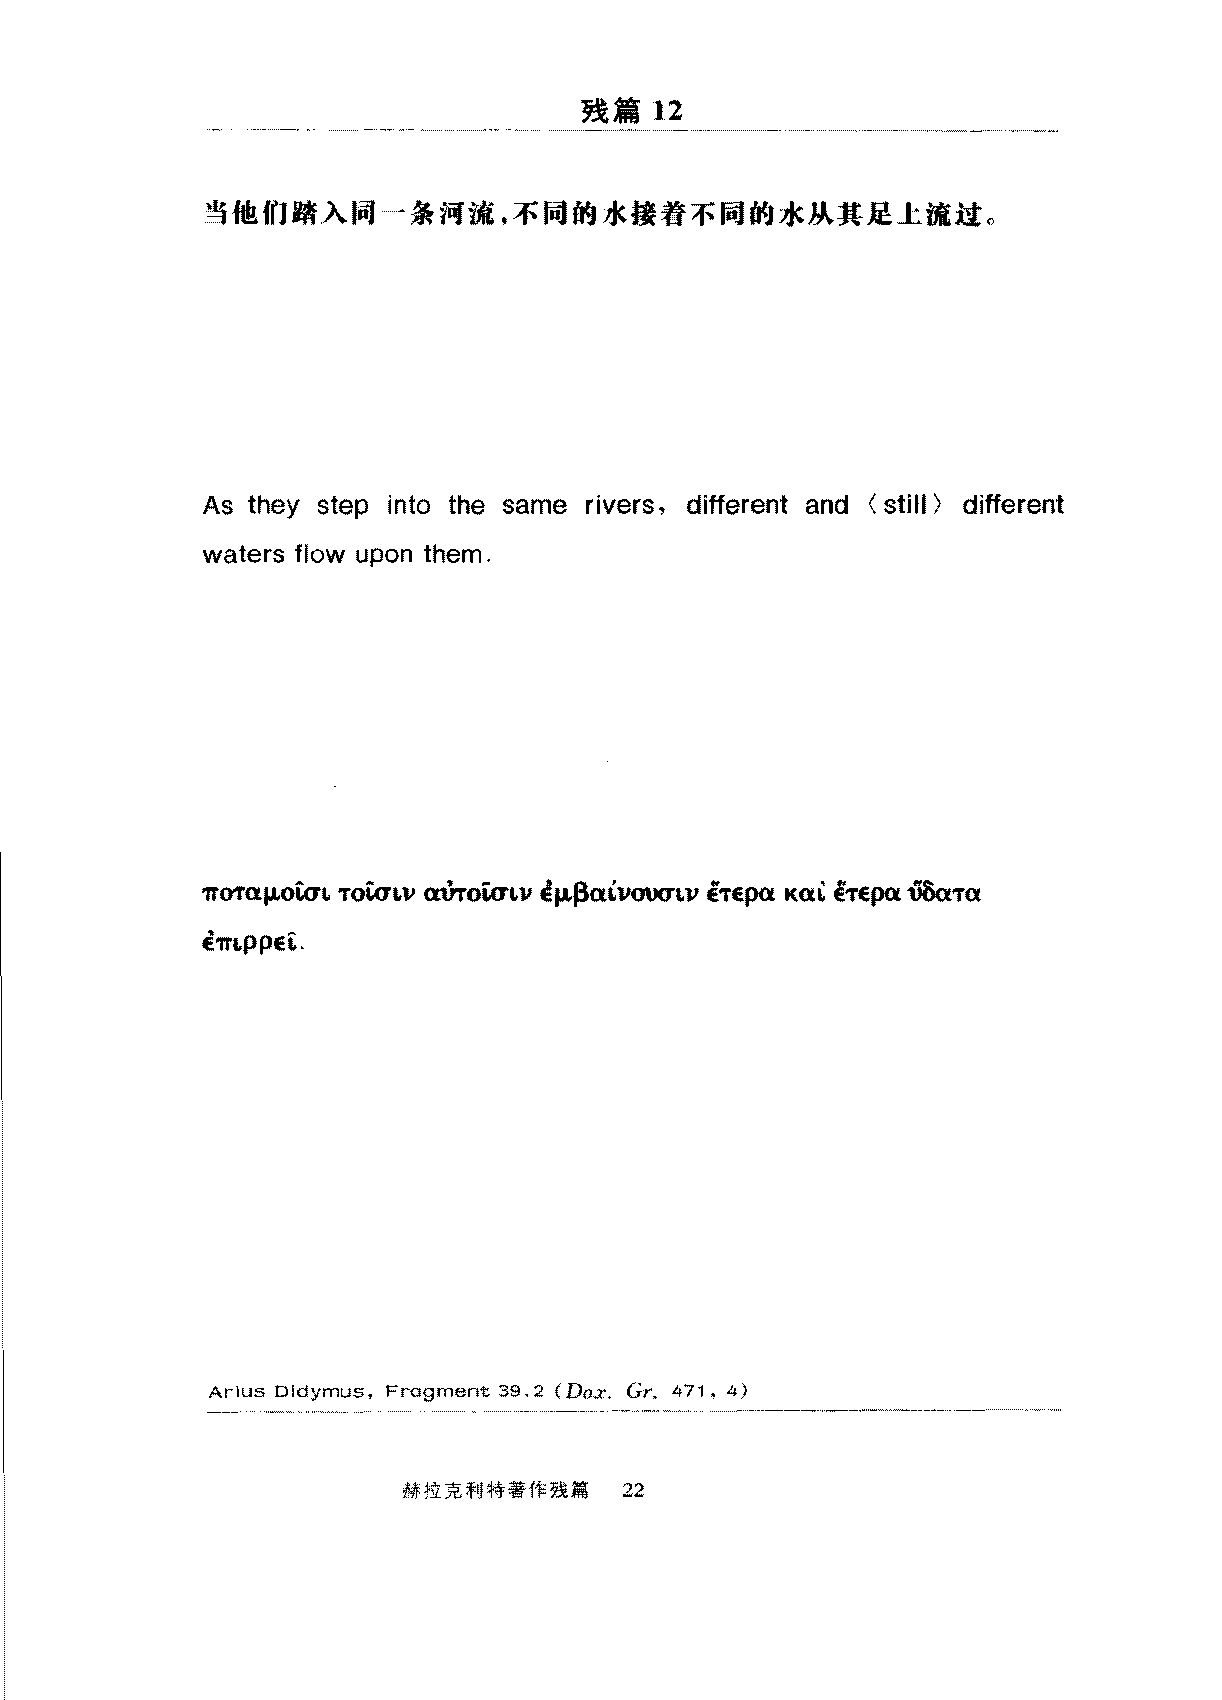 残篇 12
当他们踏入同一条河流,不同的水接着不同的水从其足上流过。
As they step into the same rivers, different and 〈still〉 different
waters flow upon them.
ποταμοῖσι τοῖσιν αὐτοῖσιν ἐμβαίνουσιν ἕτερα καὶ ἕτερα ὕδατα
ἐπιρρεῖ.
Arius Didymus, Fragment 39.2 (Dox. Gr. 471, 4)
赫拉克利特著作残篇 22